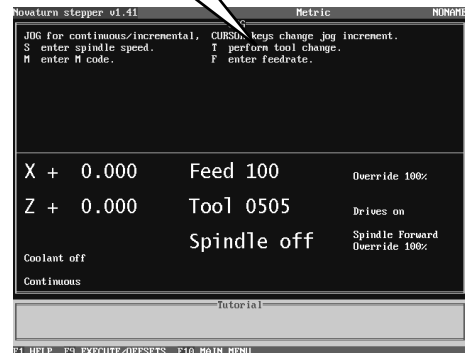 Novaturn stepper v1.41 Metric NONAME
JOG for continuous/incremental, CURSOR keys change jog increment.
S enter spindle speed. T perform tool change.
M enter M code. F enter feedrate.
X + 0.000 Feed 100 Override 100%
Z + 0.000 Tool 0505 Drives on
Spindle off Spindle Forward
Override 100%
Coolant off
Continuous
Tutorial
F1 HELP F9 EXECUTE/OFFSETS F10 MAIN MENU